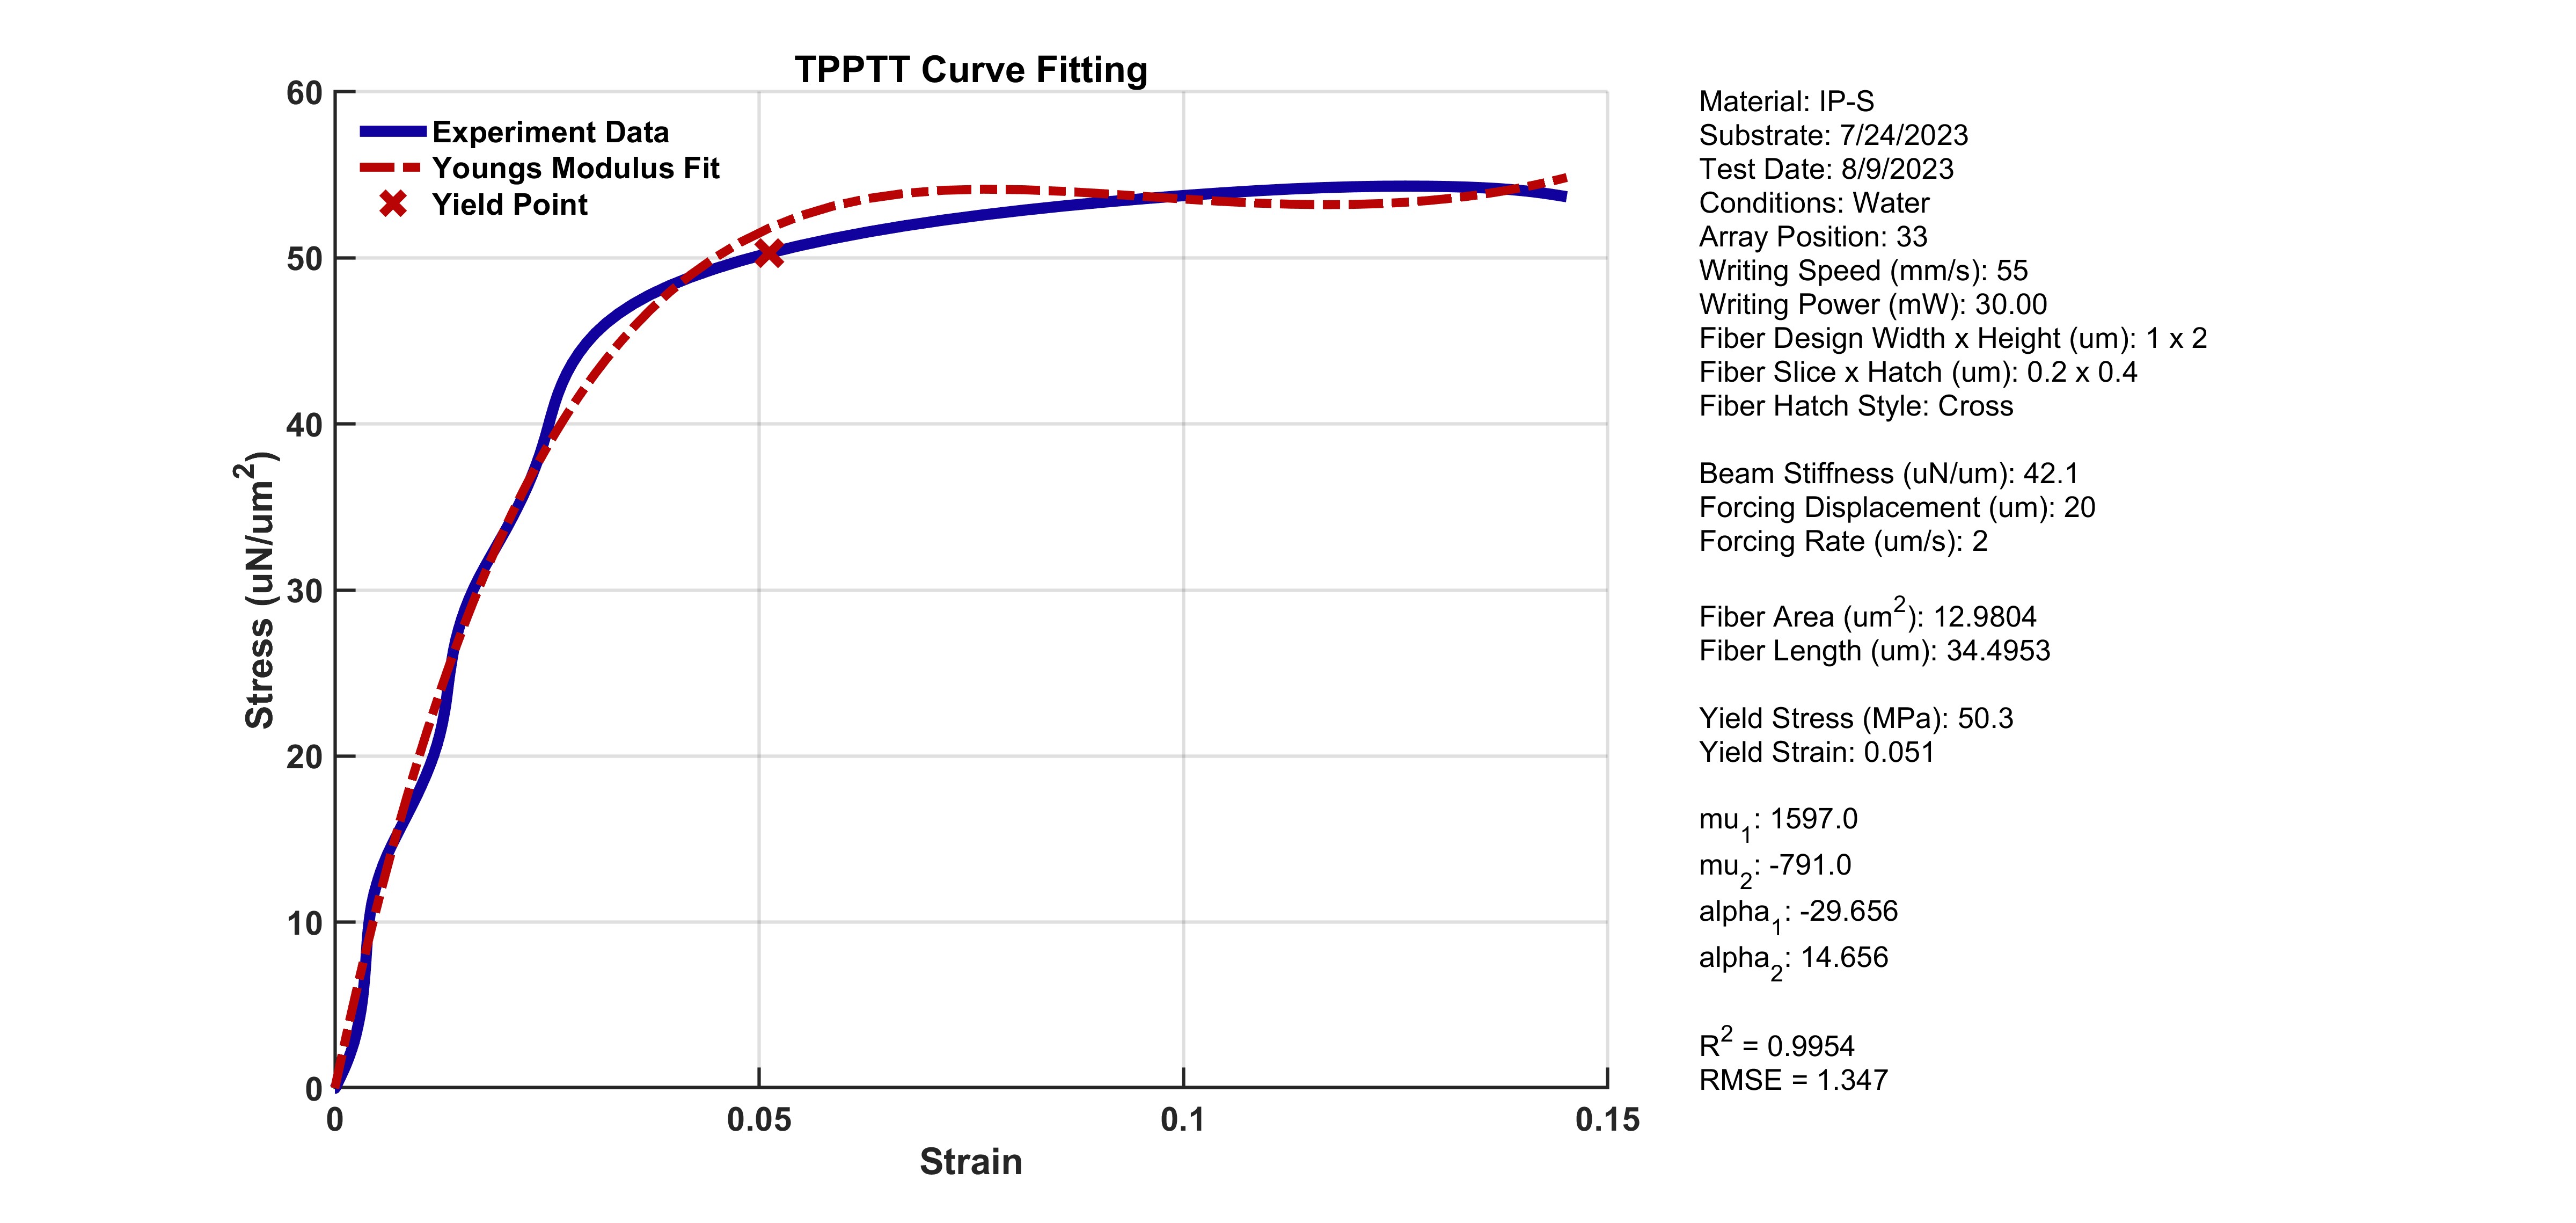 TPPTT Curve Fitting
60
50
40
30
20
10
0
Stress (uN/um²)
Experiment Data
Youngs Modulus Fit
Yield Point
0
0.05
0.1
0.15
Strain
Material: IP-S
Substrate: 7/24/2023
Test Date: 8/9/2023
Conditions: Water
Array Position: 33
Writing Speed (mm/s): 55
Writing Power (mW): 30.00
Fiber Design Width x Height (um): 1 x 2
Fiber Slice x Hatch (um): 0.2 x 0.4
Fiber Hatch Style: Cross
Beam Stiffness (uN/um): 42.1
Forcing Displacement (um): 20
Forcing Rate (um/s): 2
Fiber Area (um²): 12.9804
Fiber Length (um): 34.4953
Yield Stress (MPa): 50.3
Yield Strain: 0.051
mu₁: 1597.0
mu₂: -791.0
alpha₁: -29.656
alpha₂: 14.656
R² = 0.9954
RMSE = 1.347